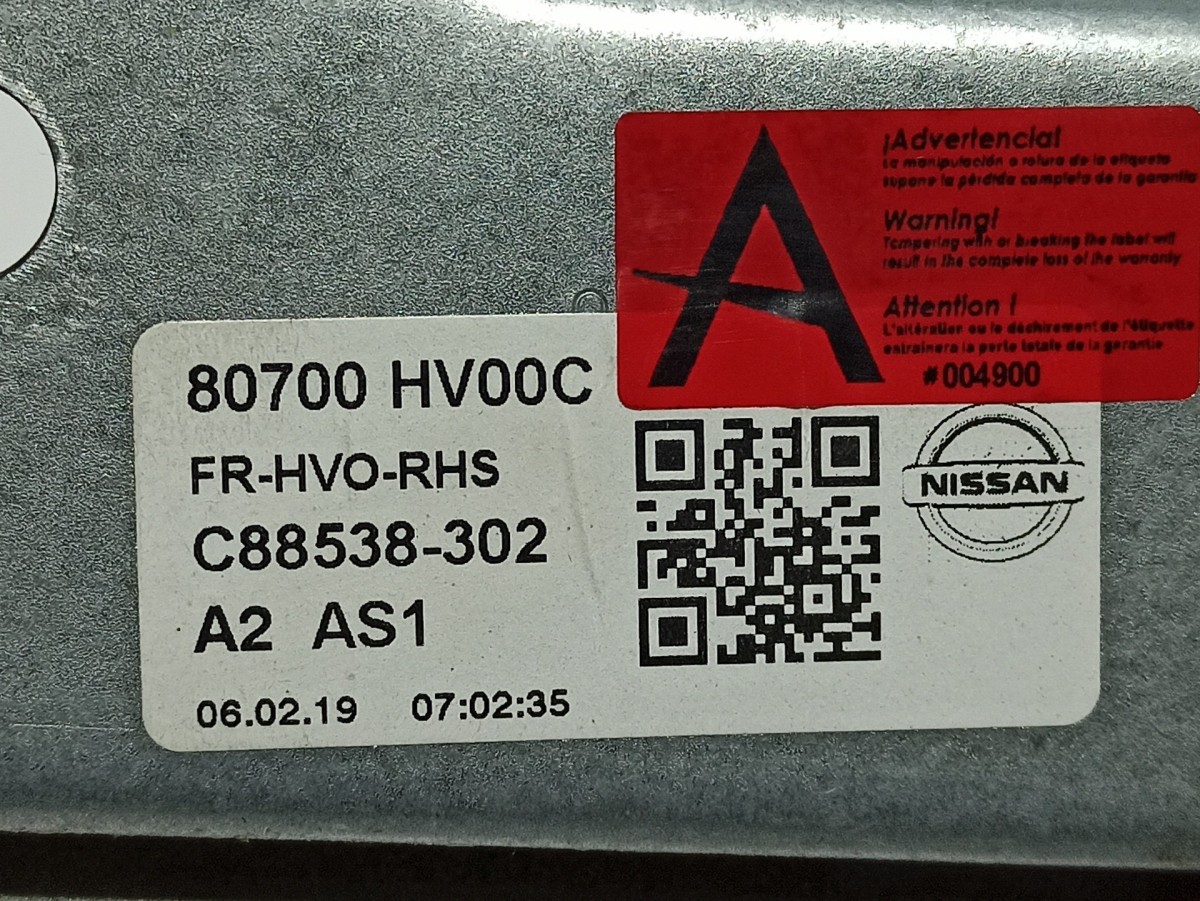 ¡Advertencia!
La manipulación o rotura de la etiqueta
supone la pérdida completa de la garantía
Warning!
Tampering with or breaking the label will
result in the complete loss of the warranty
Attention !
L'altération ou le déchirement de l'étiquette
entraînera la perte totale de la garantie
#004900
80700 HV00C
FR-HVO-RHS
C88538-302
A2 AS1
06.02.19 07:02:35
NISSAN